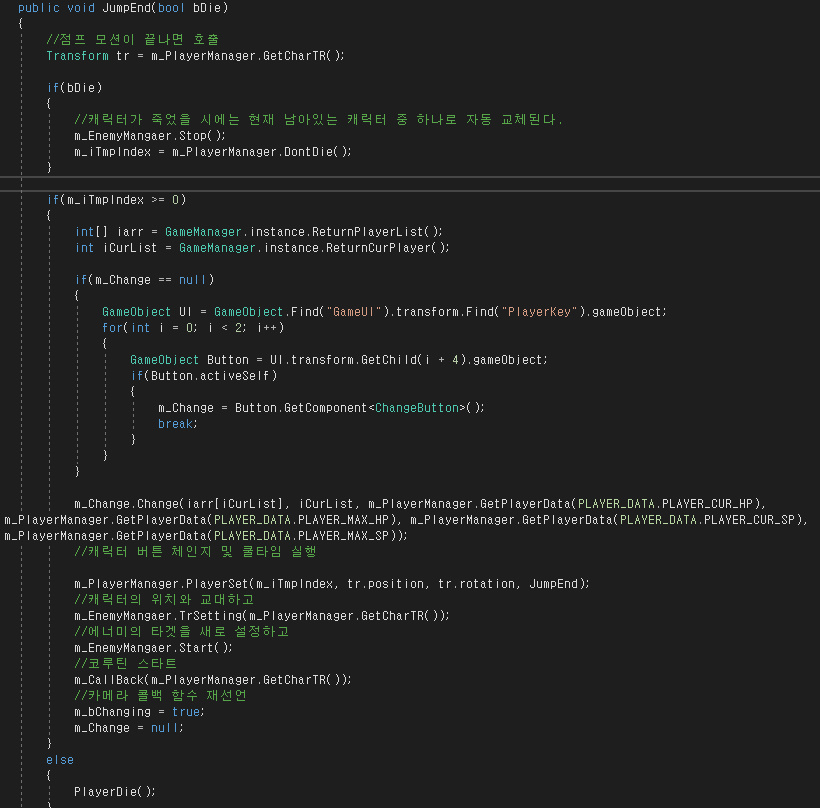 public void JumpEnd(bool bDie)
{
//점프 모션이 끝나면 호출
Transform tr = m_PlayerManager.GetCharTR();
if(bDie)
{
//캐릭터가 죽었을 시에는 현재 남아있는 캐릭터 중 하나로 자동 교체된다.
m_EnemyMangaer.Stop();
m_iTmpIndex = m_PlayerManager.DontDie();
}
if(m_iTmpIndex >= 0)
{
int[] iarr = GameManager.instance.ReturnPlayerList();
int iCurList = GameManager.instance.ReturnCurPlayer();
if(m_Change == null)
{
GameObject UI = GameObject.Find("GameUI").transform.Find("PlayerKey").gameObject;
for(int i = 0; i < 2; i++)
{
GameObject Button = UI.transform.GetChild(i + 4).gameObject;
if(Button.activeSelf)
{
m_Change = Button.GetComponent<ChangeButton>();
break;
}
}
}
m_Change.Change(iarr[iCurList], iCurList, m_PlayerManager.GetPlayerData(PLAYER_DATA.PLAYER_CUR_HP),
m_PlayerManager.GetPlayerData(PLAYER_DATA.PLAYER_MAX_HP), m_PlayerManager.GetPlayerData(PLAYER_DATA.PLAYER_CUR_SP),
m_PlayerManager.GetPlayerData(PLAYER_DATA.PLAYER_MAX_SP));
//캐릭터 버튼 체인지 및 쿨타임 실행
m_PlayerManager.PlayerSet(m_iTmpIndex, tr.position, tr.rotation, JumpEnd);
//캐릭터의 위치와 교대하고
m_EnemyMangaer.TrSetting(m_PlayerManager.GetCharTR());
//에너미의 타겟을 새로 설정하고
m_EnemyMangaer.Start();
//코루틴 스타트
m_CallBack(m_PlayerManager.GetCharTR());
//카메라 콜백 함수 재선언
m_bChanging = true;
m_Change = null;
}
else
{
PlayerDie();
}